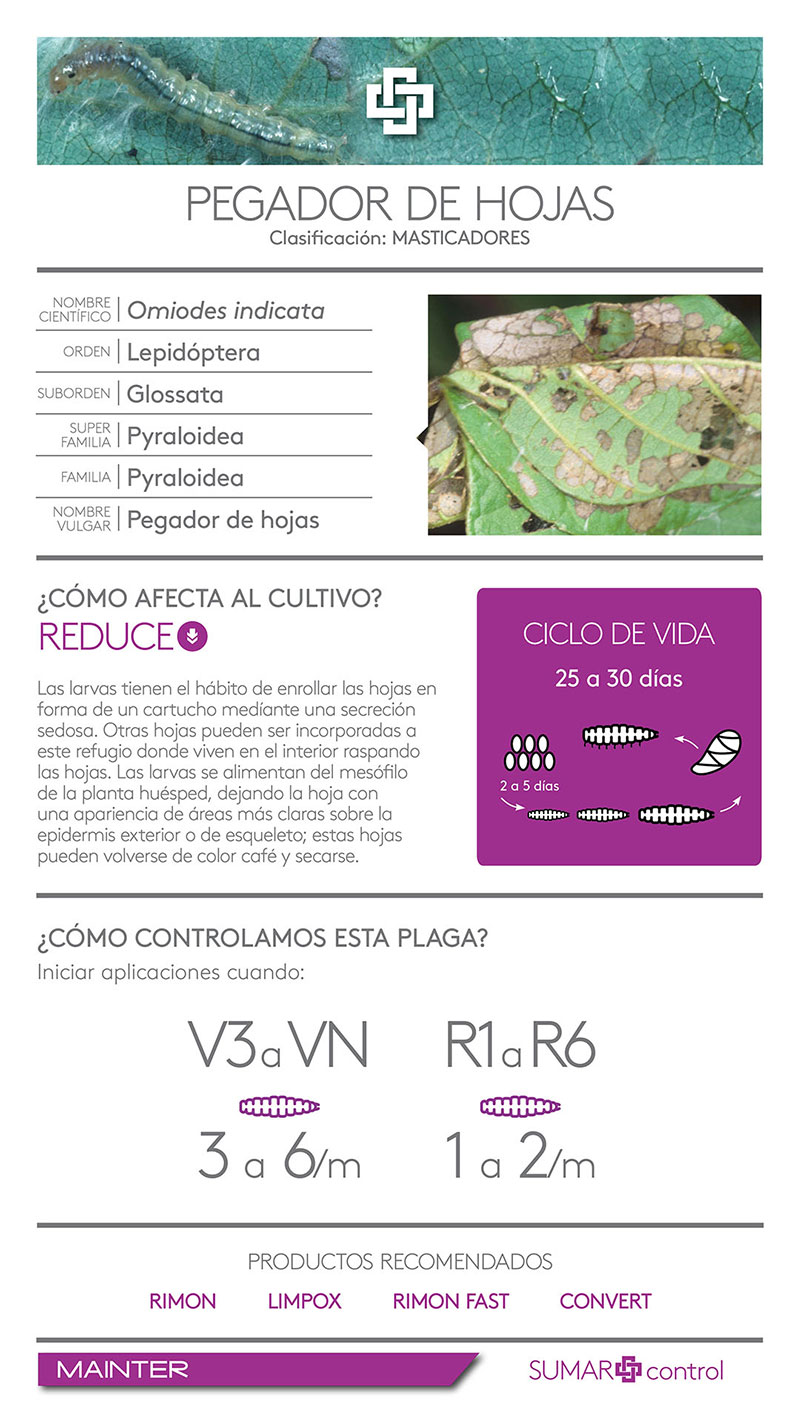 PEGADOR DE HOJAS
Clasificación: MASTICADORES
NOMBRE
CIENTÍFICO
Omiodes indicata
ORDEN
Lepidóptera
SUBORDEN
Glossata
SUPER
FAMILIA
Pyraloidea
FAMILIA
Pyraloidea
NOMBRE
VULGAR
Pegador de hojas
¿CÓMO AFECTA AL CULTIVO?
REDUCE
Las larvas tienen el hábito de enrollar las hojas en
forma de un cartucho mediante una secreción
sedosa. Otras hojas pueden ser incorporadas a
este refugio donde viven en el interior raspando
las hojas. Las larvas se alimentan del mesófilo
de la planta huésped, dejando la hoja con
una apariencia de áreas más claras sobre la
epidermis exterior o de esqueleto; estas hojas
pueden volverse de color café y secarse.
CICLO DE VIDA
25 a 30 días
2 a 5 días
¿CÓMO CONTROLAMOS ESTA PLAGA?
Iniciar aplicaciones cuando:
V3 a VN
R1 a R6
3 a 6/m
1 a 2/m
PRODUCTOS RECOMENDADOS
RIMON LIMPOX RIMON FAST CONVERT
MAINTER
SUMAR control